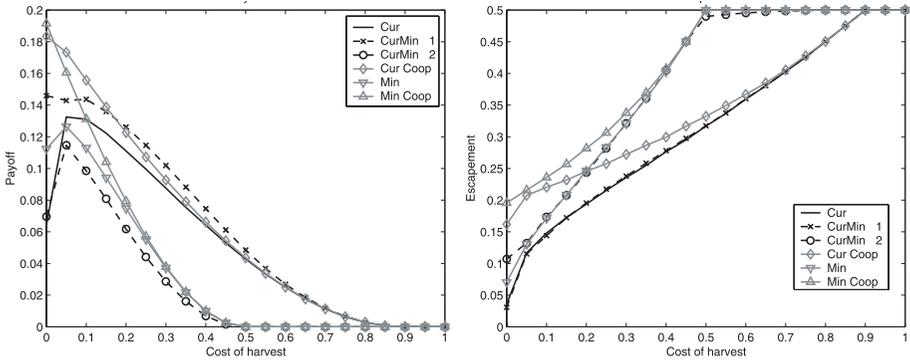 0.2
0.18
0.16
0.14
0.12
0.1
0.08
0.06
0.04
0.02
0
Payoff
0 0.1 0.2 0.3 0.4 0.5 0.6 0.7 0.8 0.9 1
Cost of harvest
Cur
CurMin 1
CurMin 2
Cur Coop
Min
Min Coop
0.5
0.45
0.4
0.35
0.3
0.25
0.2
0.15
0.1
0.05
0
Escapement
0 0.1 0.2 0.3 0.4 0.5 0.6 0.7 0.8 0.9 1
Cost of harvest
Cur
CurMin 1
CurMin 2
Cur Coop
Min
Min Coop